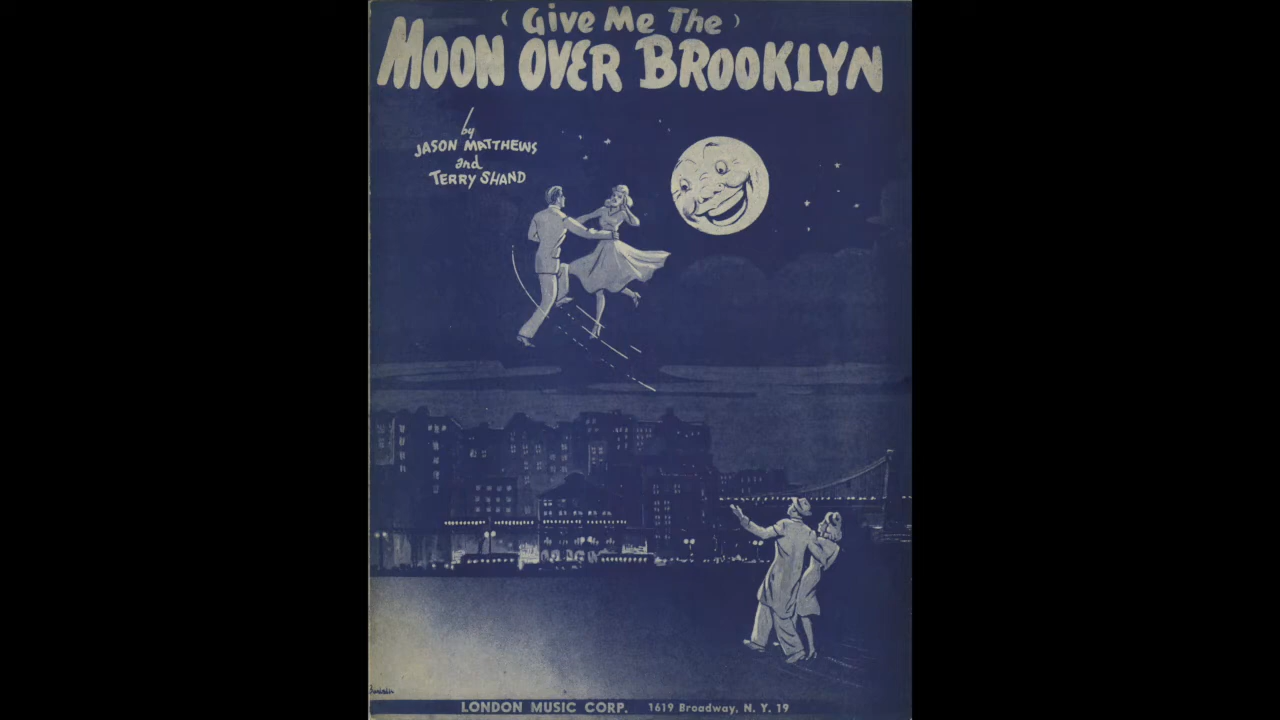 ( Give Me The )
MOON OVER BROOKLYN
by
JASON MATTHEWS
and
TERRY SHAND
LONDON MUSIC CORP. 1619 Broadway, N. Y. 19